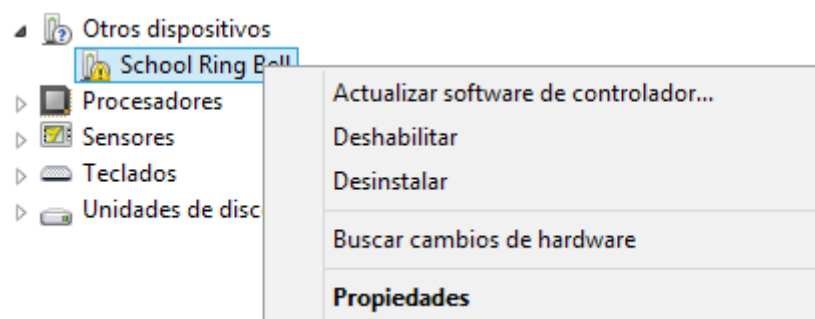 Otros dispositivos
School Ring Bell
Procesadores
Sensores
Teclados
Unidades de disc
Actualizar software de controlador...
Deshabilitar
Desinstalar
Buscar cambios de hardware
Propiedades